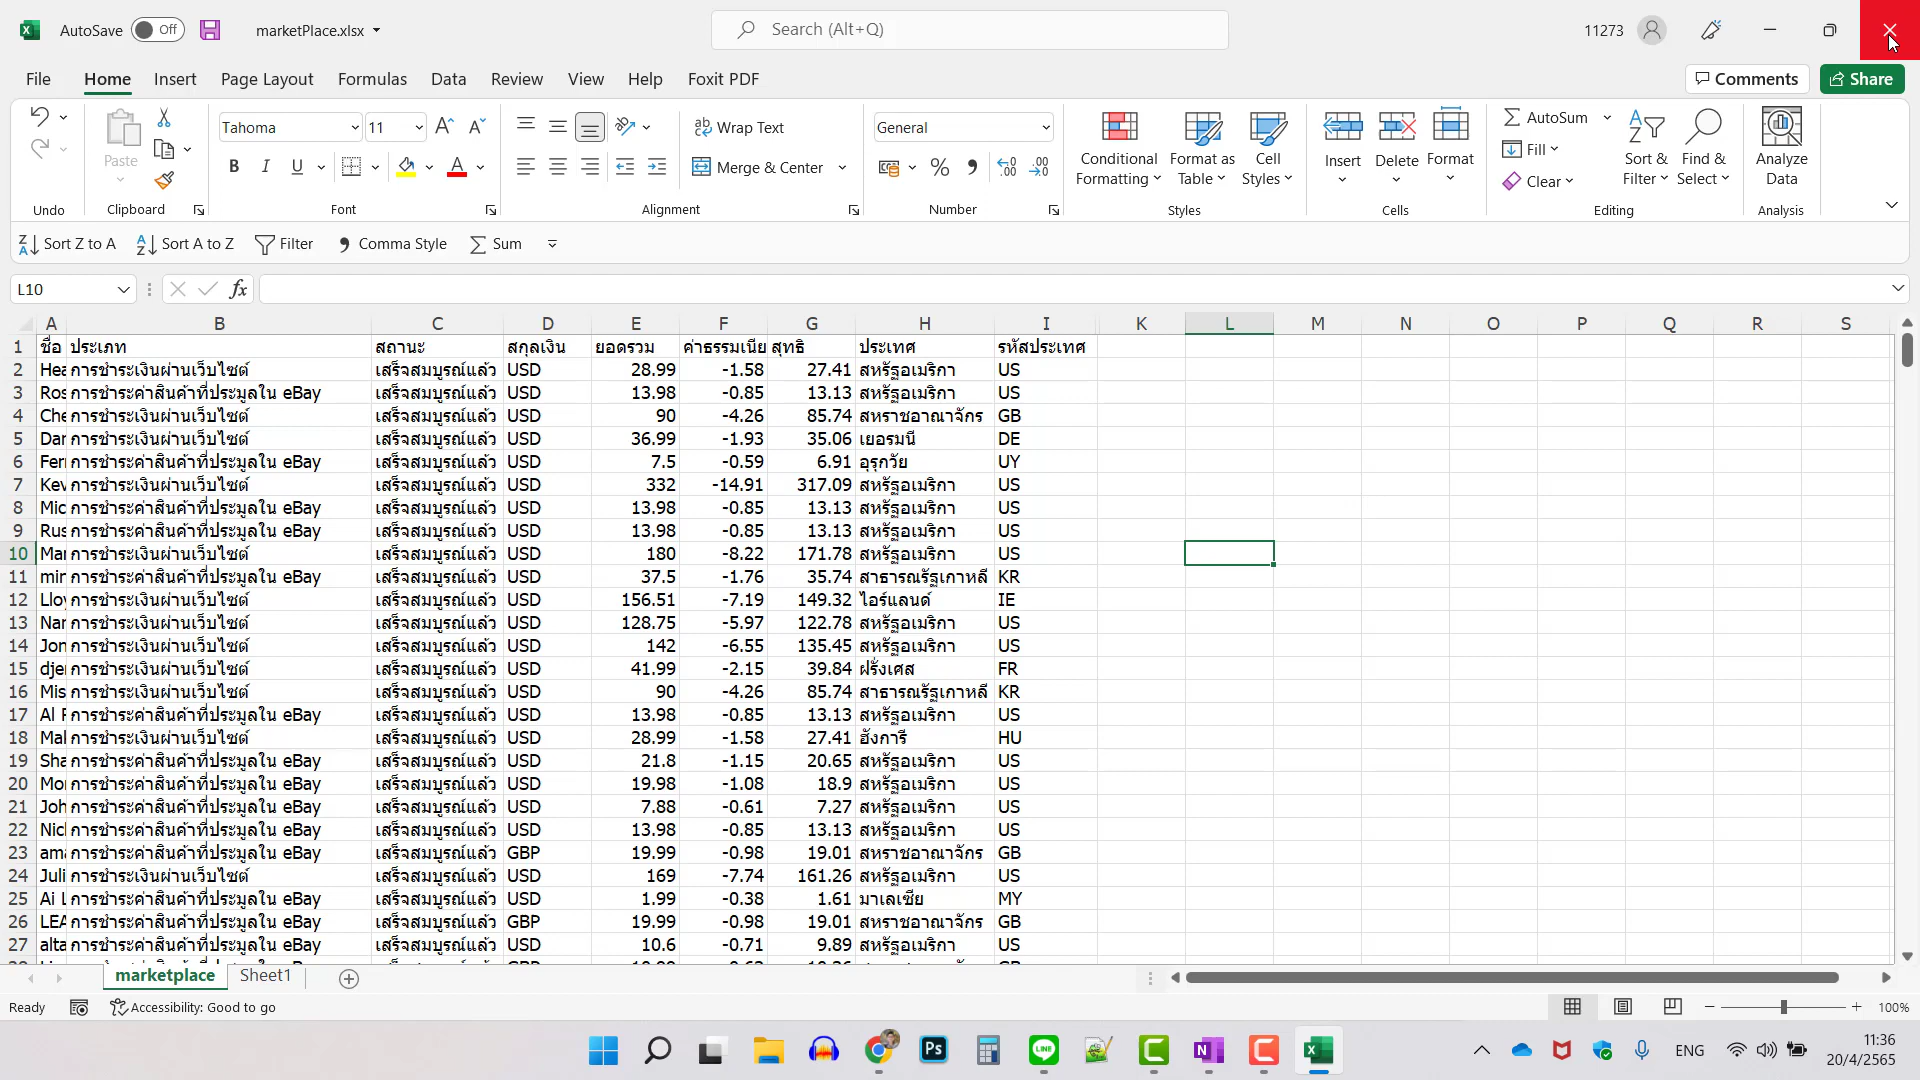 AutoSave Off marketPlace.xlsx Search (Alt+Q) 11273
File Home Insert Page Layout Formulas Data Review View Help Foxit PDF Comments Share
Paste
Undo Clipboard
Tahoma 11
B I U A
Font
Wrap Text
Merge & Center
Alignment
General
Number
Conditional Formatting
Format as Table
Cell Styles
Styles
Insert Delete Format
Cells
AutoSum
Fill
Clear
Sort & Filter
Find & Select
Editing
Analyze Data
Analysis
Sort Z to A Sort A to Z Filter Comma Style Sum
L10 fx
A B C D E F G H I K L M N O P Q R S
1 ชื่อ ประเภท สถานะ สกุลเงิน ยอดรวม ค่าธรรมเนีย สุทธิ ประเทศ รหัสประเทศ
2 Hea การชำระเงินผ่านเว็บไซต์ เสร็จสมบูรณ์แล้ว USD 28.99 -1.58 27.41 สหรัฐอเมริกา US
3 Ros การชำระค่าสินค้าที่ประมูลใน eBay เสร็จสมบูรณ์แล้ว USD 13.98 -0.85 13.13 สหรัฐอเมริกา US
4 Che การชำระเงินผ่านเว็บไซต์ เสร็จสมบูรณ์แล้ว USD 90 -4.26 85.74 สหราชอาณาจักร GB
5 Dar การชำระเงินผ่านเว็บไซต์ เสร็จสมบูรณ์แล้ว USD 36.99 -1.93 35.06 เยอรมนี DE
6 Fer การชำระค่าสินค้าที่ประมูลใน eBay เสร็จสมบูรณ์แล้ว USD 7.5 -0.59 6.91 อุรุกวัย UY
7 Kev การชำระเงินผ่านเว็บไซต์ เสร็จสมบูรณ์แล้ว USD 332 -14.91 317.09 สหรัฐอเมริกา US
8 Mic การชำระค่าสินค้าที่ประมูลใน eBay เสร็จสมบูรณ์แล้ว USD 13.98 -0.85 13.13 สหรัฐอเมริกา US
9 Rus การชำระค่าสินค้าที่ประมูลใน eBay เสร็จสมบูรณ์แล้ว USD 13.98 -0.85 13.13 สหรัฐอเมริกา US
10 Mar การชำระเงินผ่านเว็บไซต์ เสร็จสมบูรณ์แล้ว USD 180 -8.22 171.78 สหรัฐอเมริกา US
11 mir การชำระค่าสินค้าที่ประมูลใน eBay เสร็จสมบูรณ์แล้ว USD 37.5 -1.76 35.74 สาธารณรัฐเกาหลี KR
12 Lloy การชำระเงินผ่านเว็บไซต์ เสร็จสมบูรณ์แล้ว USD 156.51 -7.19 149.32 ไอร์แลนด์ IE
13 Nar การชำระเงินผ่านเว็บไซต์ เสร็จสมบูรณ์แล้ว USD 128.75 -5.97 122.78 สหรัฐอเมริกา US
14 Jon การชำระเงินผ่านเว็บไซต์ เสร็จสมบูรณ์แล้ว USD 142 -6.55 135.45 สหรัฐอเมริกา US
15 djer การชำระเงินผ่านเว็บไซต์ เสร็จสมบูรณ์แล้ว USD 41.99 -2.15 39.84 ฝรั่งเศส FR
16 Mis การชำระเงินผ่านเว็บไซต์ เสร็จสมบูรณ์แล้ว USD 90 -4.26 85.74 สาธารณรัฐเกาหลี KR
17 Al การชำระค่าสินค้าที่ประมูลใน eBay เสร็จสมบูรณ์แล้ว USD 13.98 -0.85 13.13 สหรัฐอเมริกา US
18 Mal การชำระเงินผ่านเว็บไซต์ เสร็จสมบูรณ์แล้ว USD 28.99 -1.58 27.41 ฮังการี HU
19 Sha การชำระค่าสินค้าที่ประมูลใน eBay เสร็จสมบูรณ์แล้ว USD 21.8 -1.15 20.65 สหรัฐอเมริกา US
20 Mor การชำระค่าสินค้าที่ประมูลใน eBay เสร็จสมบูรณ์แล้ว USD 19.98 -1.08 18.9 สหรัฐอเมริกา US
21 Joh การชำระค่าสินค้าที่ประมูลใน eBay เสร็จสมบูรณ์แล้ว USD 7.88 -0.61 7.27 สหรัฐอเมริกา US
22 Nicl การชำระค่าสินค้าที่ประมูลใน eBay เสร็จสมบูรณ์แล้ว USD 13.98 -0.85 13.13 สหรัฐอเมริกา US
23 ama การชำระค่าสินค้าที่ประมูลใน eBay เสร็จสมบูรณ์แล้ว GBP 19.99 -0.98 19.01 สหราชอาณาจักร GB
24 Juli การชำระเงินผ่านเว็บไซต์ เสร็จสมบูรณ์แล้ว USD 169 -7.74 161.26 สหรัฐอเมริกา US
25 Ai L การชำระค่าสินค้าที่ประมูลใน eBay เสร็จสมบูรณ์แล้ว USD 1.99 -0.38 1.61 มาเลเซีย MY
26 LEA การชำระค่าสินค้าที่ประมูลใน eBay เสร็จสมบูรณ์แล้ว GBP 19.99 -0.98 19.01 สหราชอาณาจักร GB
27 alta การชำระค่าสินค้าที่ประมูลใน eBay เสร็จสมบูรณ์แล้ว USD 10.6 -0.71 9.89 สหรัฐอเมริกา US
marketplace Sheet1
Ready Accessibility: Good to go 100%
Ps LINE N ENG 11:36
20/4/2565